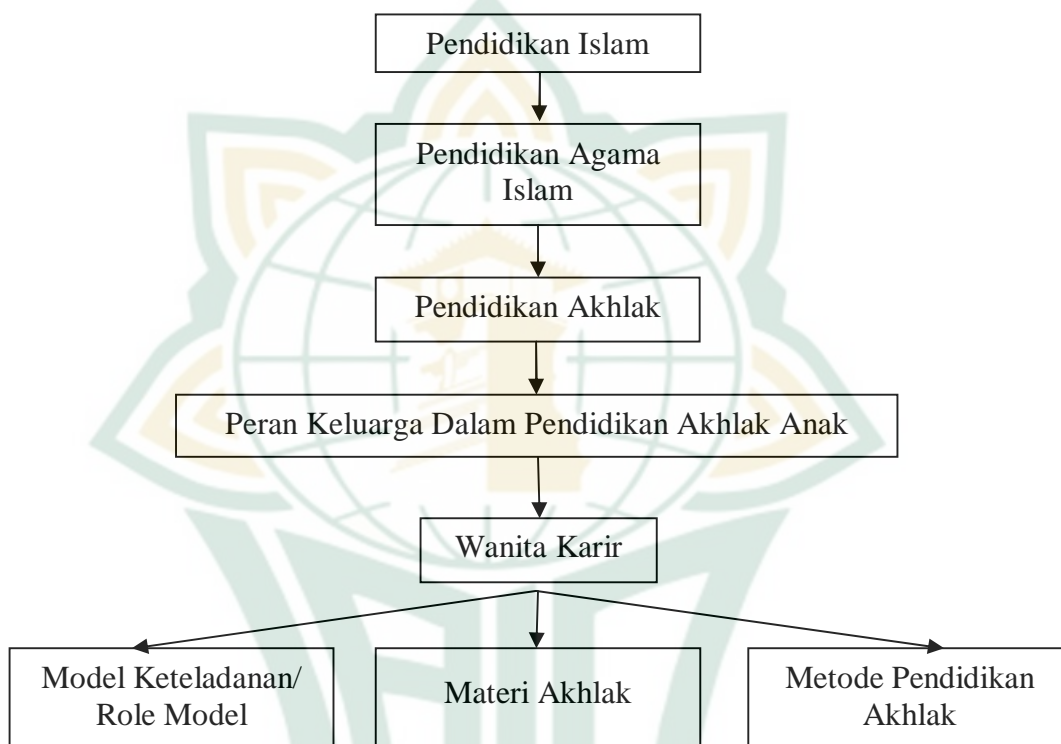 Pendidikan Islam
Pendidikan Agama
Islam
Pendidikan Akhlak
Peran Keluarga Dalam Pendidikan Akhlak Anak
Wanita Karir
Model Keteladanan/
Role Model
Materi Akhlak
Metode Pendidikan
Akhlak